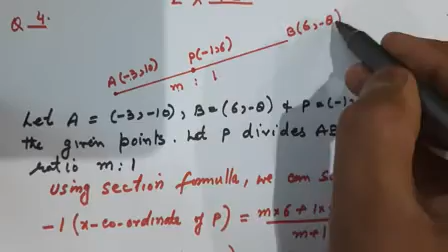 Q 4.
A(-3,10)
P(-1,6)
B(6,-8)
m : 1
Let A = (-3,-10), B = (6,-8) & P = (-1,
the given points. Let P divides AB
ratio m:1
Using section formula, we can
-1 (x-co-ordinate of P) = m×6 + 1×
m+1